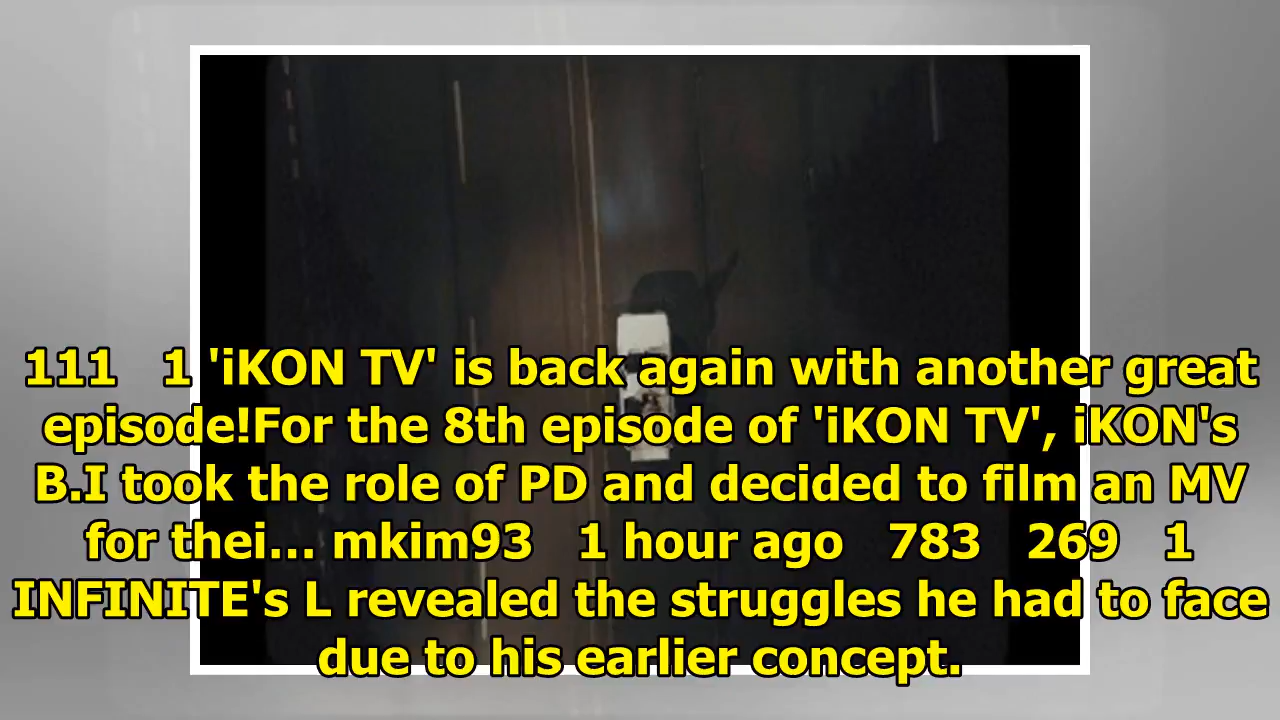 111   1 'iKON TV' is back again with another great
episode!For the 8th episode of 'iKON TV', iKON's
B.I took the role of PD and decided to film an MV
for thei... mkim93   1 hour ago   783   269   1
INFINITE's L revealed the struggles he had to face
due to his earlier concept.